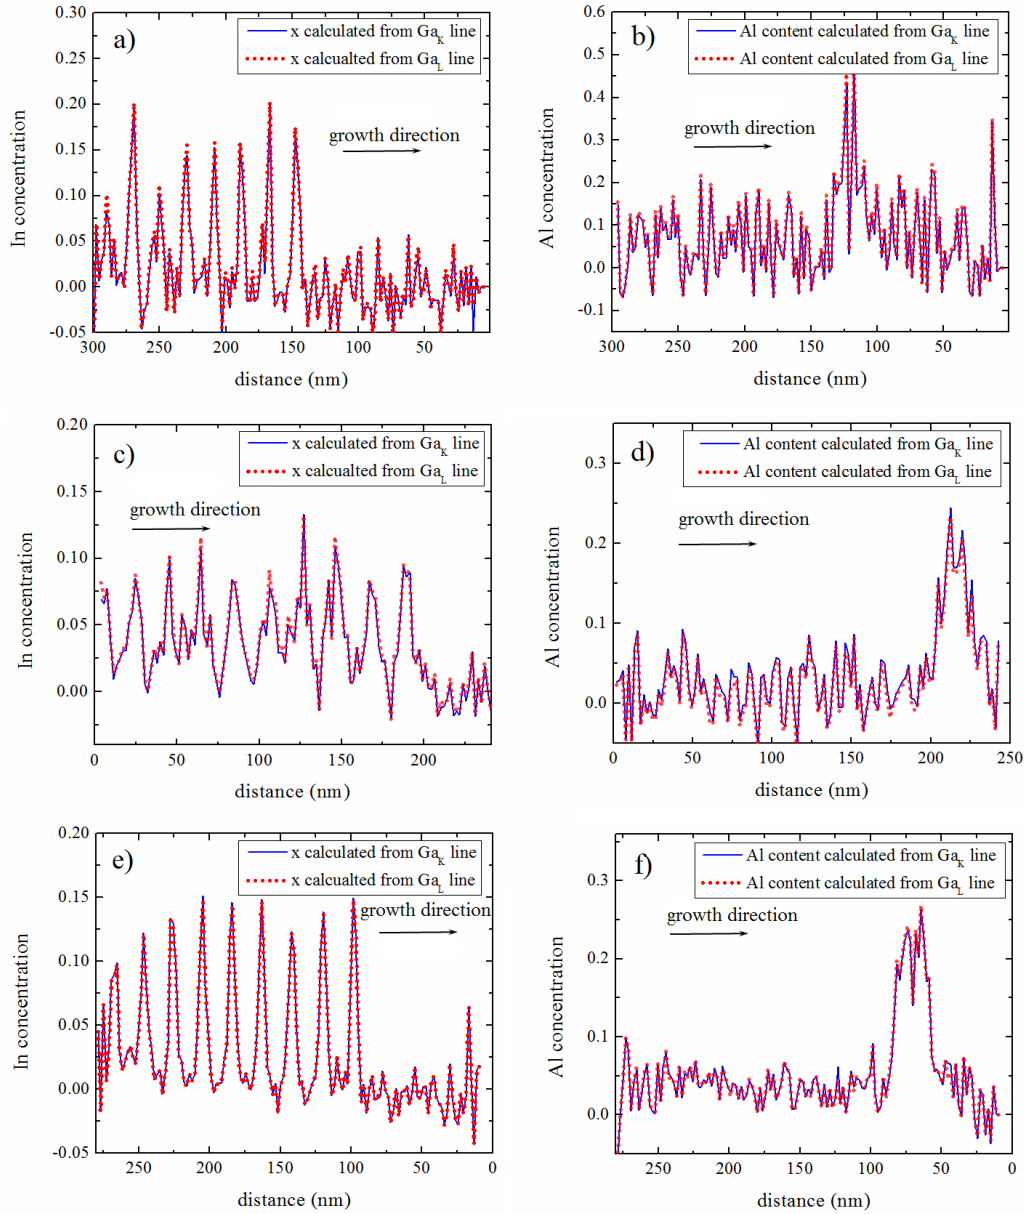 a)
x calculated from GaK line
x calcualted from GaL line
growth direction
0.30
0.25
0.20
0.15
0.10
0.05
0.00
-0.05
300 250 200 150 100 50
In concentration
distance (nm)
b)
Al content calculated from GaK line
Al content calculated from GaL line
growth direction
0.6
0.5
0.4
0.3
0.2
0.1
0.0
-0.1
300 250 200 150 100 50 0
Al concentration
distance (nm)
c)
x calculated from GaK line
x calcualted from GaL line
growth direction
0.20
0.15
0.10
0.05
0.00
0 50 100 150 200
In concentration
distance (nm)
d)
Al content calculated from GaK line
Al content calculated from GaL line
growth direction
0.3
0.2
0.1
0.0
0 50 100 150 200 250
Al concentration
distance (nm)
e)
x calculated from GaK line
x calcualted from GaL line
growth direction
0.20
0.15
0.10
0.05
0.00
-0.05
250 200 150 100 50 0
In concentration
distance (nm)
f)
Al content calculated from GaK line
Al content calculated from GaL line
growth direction
0.3
0.2
0.1
0.0
250 200 150 100 50 0
Al concentration
distance (nm)